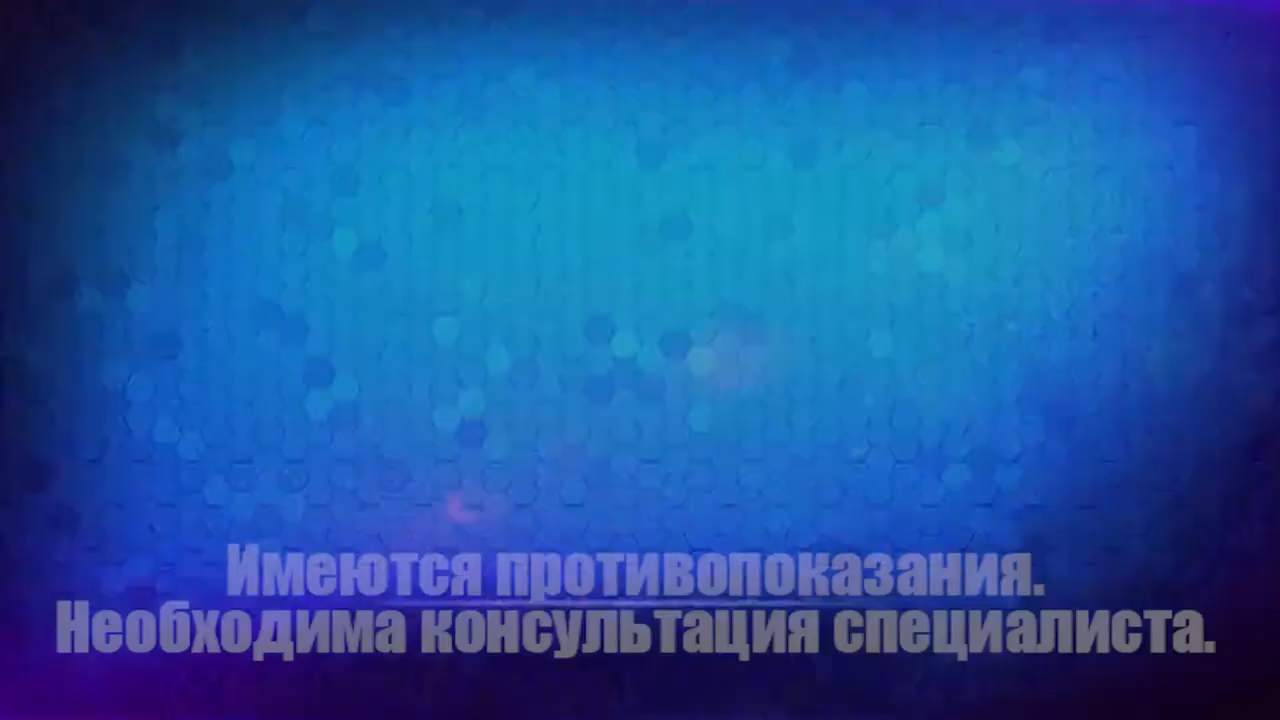 Имеются противопоказания.
Необходима консультация специалиста.